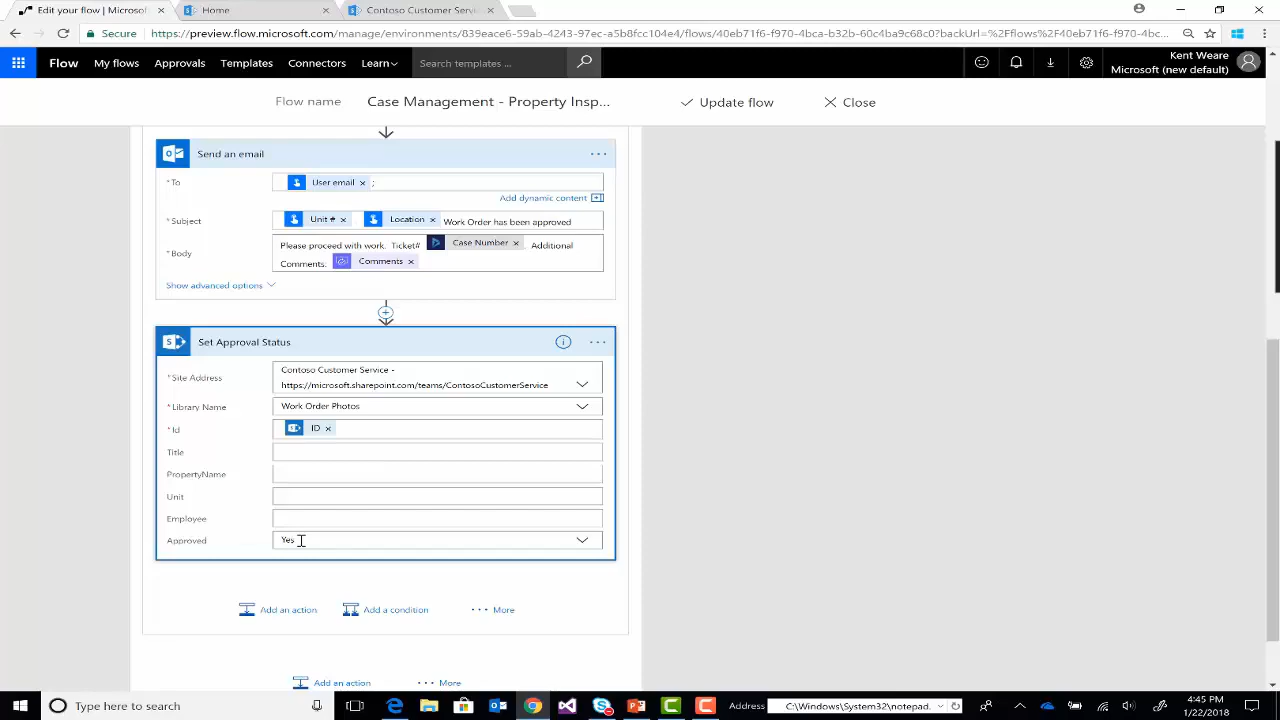 Edit your flow | Microsoft
Home
Contoso Customer Servi
Secure
https://preview.flow.microsoft.com/manage/environments/839eace6-59ab-4243-97ec-a5b8fcc104e4/flows/40eb71f6-f970-4bca-b32b-60c4ba9c68c0?backUrl=%2Fflows%2F40eb71f6-f970-4bc...
Flow
My flows
Approvals
Templates
Connectors
Learn
Search templates ...
Kent Weare
Microsoft (new default)
Flow name
Case Management - Property Insp...
Update flow
Close
Send an email
* To
User email × ;
Add dynamic content
* Subject
Unit # × Location × Work Order has been approved
* Body
Please proceed with work. Ticket# Case Number × . Additional
Comments: Comments ×
Show advanced options
Set Approval Status
* Site Address
Contoso Customer Service -
https://microsoft.sharepoint.com/teams/ContosoCustomerService
* Library Name
Work Order Photos
* Id
ID ×
Title
PropertyName
Unit
Employee
Approved
Yes
Add an action
Add a condition
More
Add an action
More
Type here to search
Address
C:\Windows\System32\notepad.
4:45 PM
1/22/2018